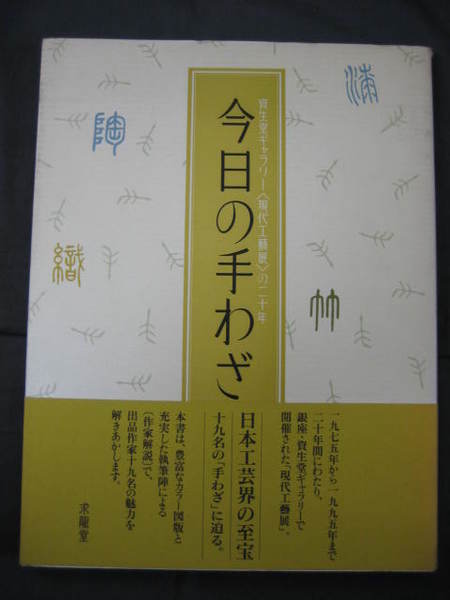 漆
陶
織
竹
資生堂ギャラリー〈現代工藝展〉の二十年
今日の手わざ
一九七五年から一九九五年まで
二十年間にわたり、
銀座・資生堂ギャラリーで
開催された「現代工藝展」。
日本工芸界の至宝
十九名の「手わざ」に迫る。
本書は、豊富なカラー図版と
充実した執筆陣による
〔作家解説〕で、
出品作家十九名の魅力を
解きあかします。
求龍堂